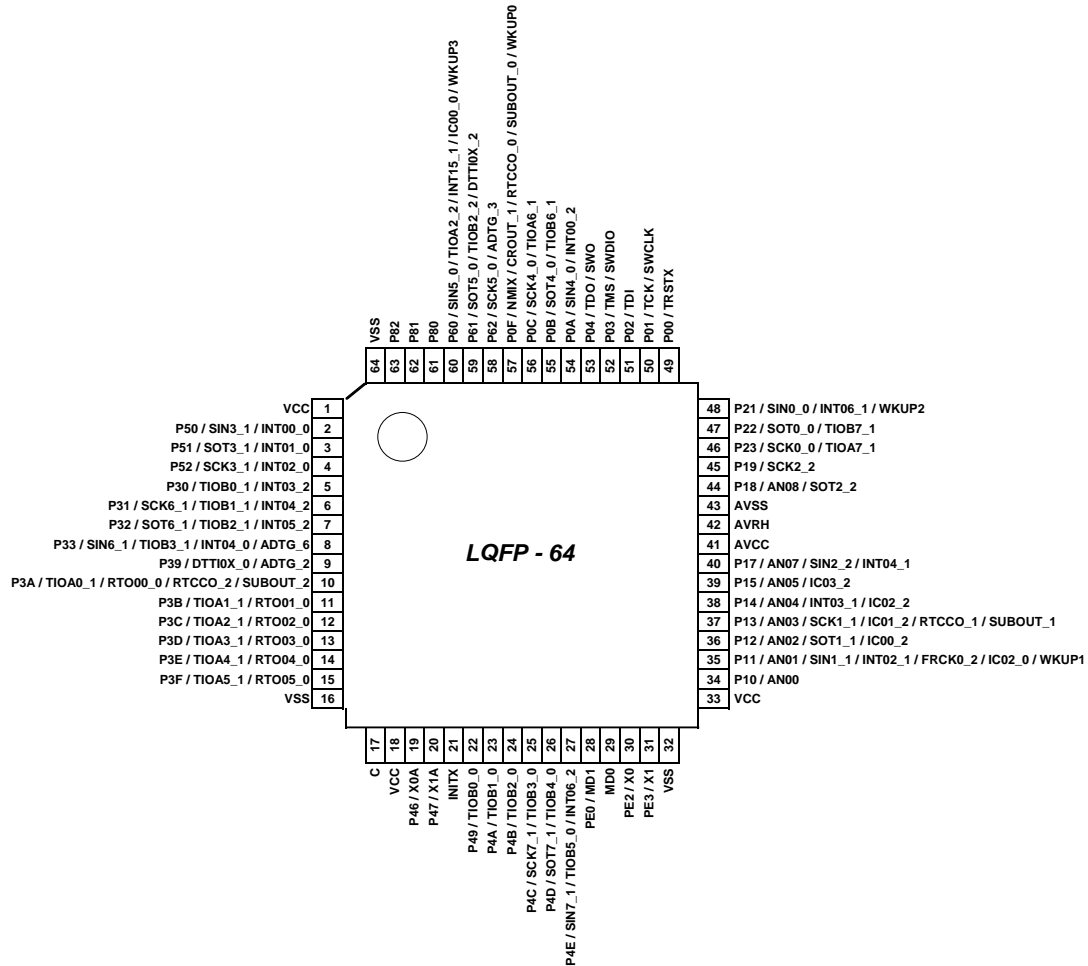 VSS
P82
P81
P80
P60 / SIN5_0 / TIOA2_2 / INT15_1 / IC00_0 / WKUP3
P61 / SOT5_0 / TIOB2_2 / DTTI0X_2
P62 / SCK5_0 / ADTG_3
P0F / NMIX / CROUT_1 / RTCCO_0 / SUBOUT_0 / WKUP0
P0C / SCK4_0 / TIOA6_1
P0B / SOT4_0 / TIOB6_1
P0A / SIN4_0 / INT00_2
P04 / TDO / SWO
P03 / TMS / SWDIO
P02 / TDI
P01 / TCK / SWCLK
P00 / TRSTX
64 63 62 61 60 59 58 57 56 55 54 53 52 51 50 49
VCC 1
P50 / SIN3_1 / INT00_0 2
P51 / SOT3_1 / INT01_0 3
P52 / SCK3_1 / INT02_0 4
P30 / TIOB0_1 / INT03_2 5
P31 / SCK6_1 / TIOB1_1 / INT04_2 6
P32 / SOT6_1 / TIOB2_1 / INT05_2 7
P33 / SIN6_1 / TIOB3_1 / INT04_0 / ADTG_6 8
P39 / DTTI0X_0 / ADTG_2 9
P3A / TIOA0_1 / RTO00_0 / RTCCO_2 / SUBOUT_2 10
P3B / TIOA1_1 / RTO01_0 11
P3C / TIOA2_1 / RTO02_0 12
P3D / TIOA3_1 / RTO03_0 13
P3E / TIOA4_1 / RTO04_0 14
P3F / TIOA5_1 / RTO05_0 15
VSS 16
LQFP - 64
48 P21 / SIN0_0 / INT06_1 / WKUP2
47 P22 / SOT0_0 / TIOB7_1
46 P23 / SCK0_0 / TIOA7_1
45 P19 / SCK2_2
44 P18 / AN08 / SOT2_2
43 AVSS
42 AVRH
41 AVCC
40 P17 / AN07 / SIN2_2 / INT04_1
39 P15 / AN05 / IC03_2
38 P14 / AN04 / INT03_1 / IC02_2
37 P13 / AN03 / SCK1_1 / IC01_2 / RTCCO_1 / SUBOUT_1
36 P12 / AN02 / SOT1_1 / IC00_2
35 P11 / AN01 / SIN1_1 / INT02_1 / FRCK0_2 / IC02_0 / WKUP1
34 P10 / AN00
33 VCC
17 18 19 20 21 22 23 24 25 26 27 28 29 30 31 32
C
VCC
P46 / X0A
P47 / X1A
INITX
P49 / TIOB0_0
P4A / TIOB1_0
P4B / TIOB2_0
P4C / SCK7_1 / TIOB3_0
P4D / SOT7_1 / TIOB4_0
P4E / SIN7_1 / TIOB5_0 / INT06_2
PE0 / MD1
MD0
PE2 / X0
PE3 / X1
VSS